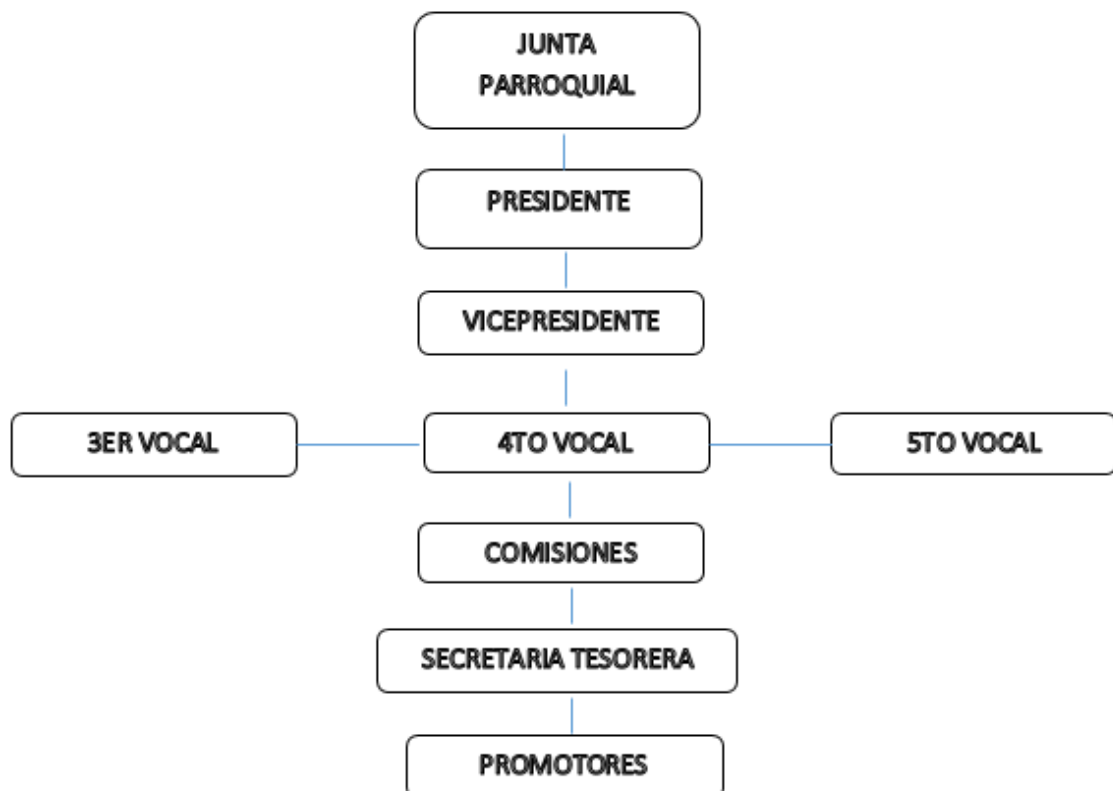 JUNTA
PARROQUIAL
PRESIDENTE
VICEPRESIDENTE
3ER VOCAL
4TO VOCAL
5TO VOCAL
COMISIONES
SECRETARIA TESORERA
PROMOTORES